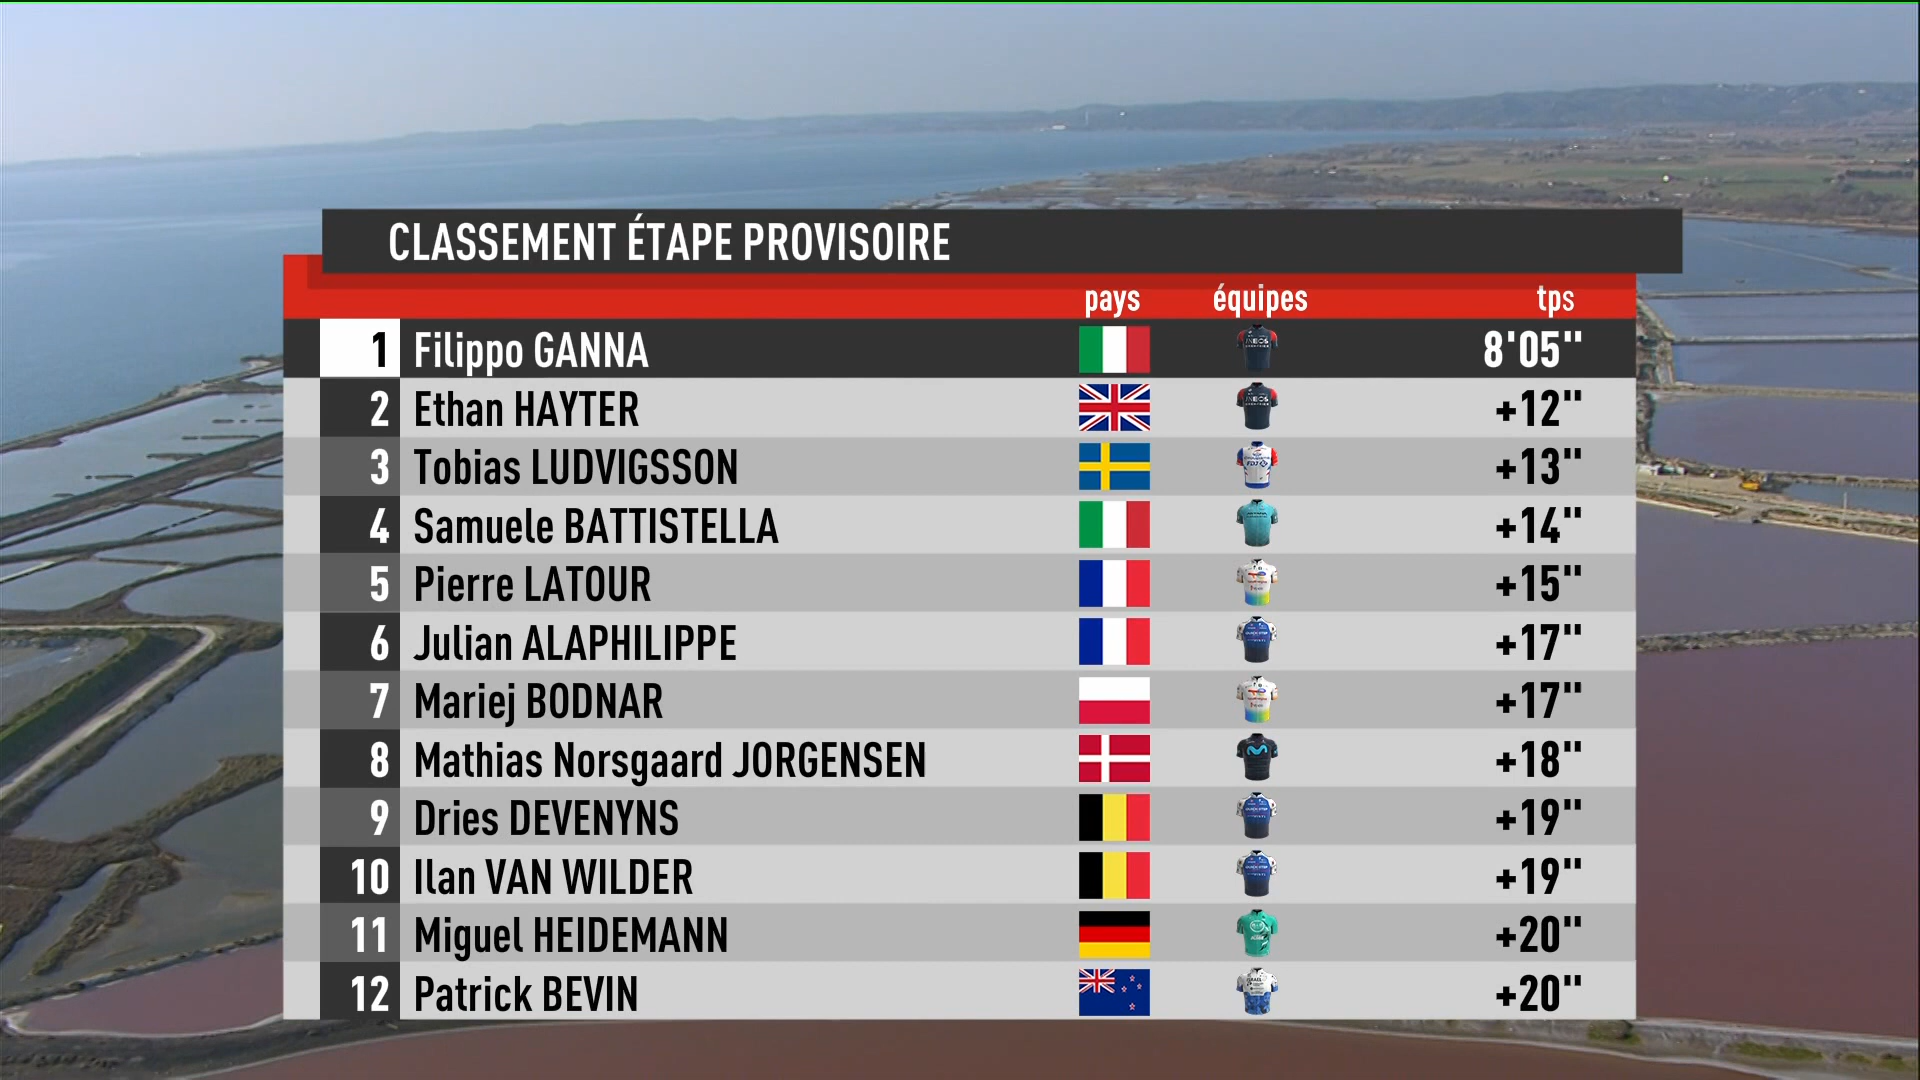 CLASSEMENT ÉTAPE PROVISOIRE
pays équipes tps
1 Filippo GANNA INEOS 8'05"
2 Ethan HAYTER INEOS +12"
3 Tobias LUDVIGSSON FDJ +13"
4 Samuele BATTISTELLA +14"
5 Pierre LATOUR +15"
6 Julian ALAPHILIPPE +17"
7 Mariej BODNAR +17"
8 Mathias Norsgaard JORGENSEN +18"
9 Dries DEVENYNS +19"
10 Ilan VAN WILDER +19"
11 Miguel HEIDEMANN +20"
12 Patrick BEVIN +20"